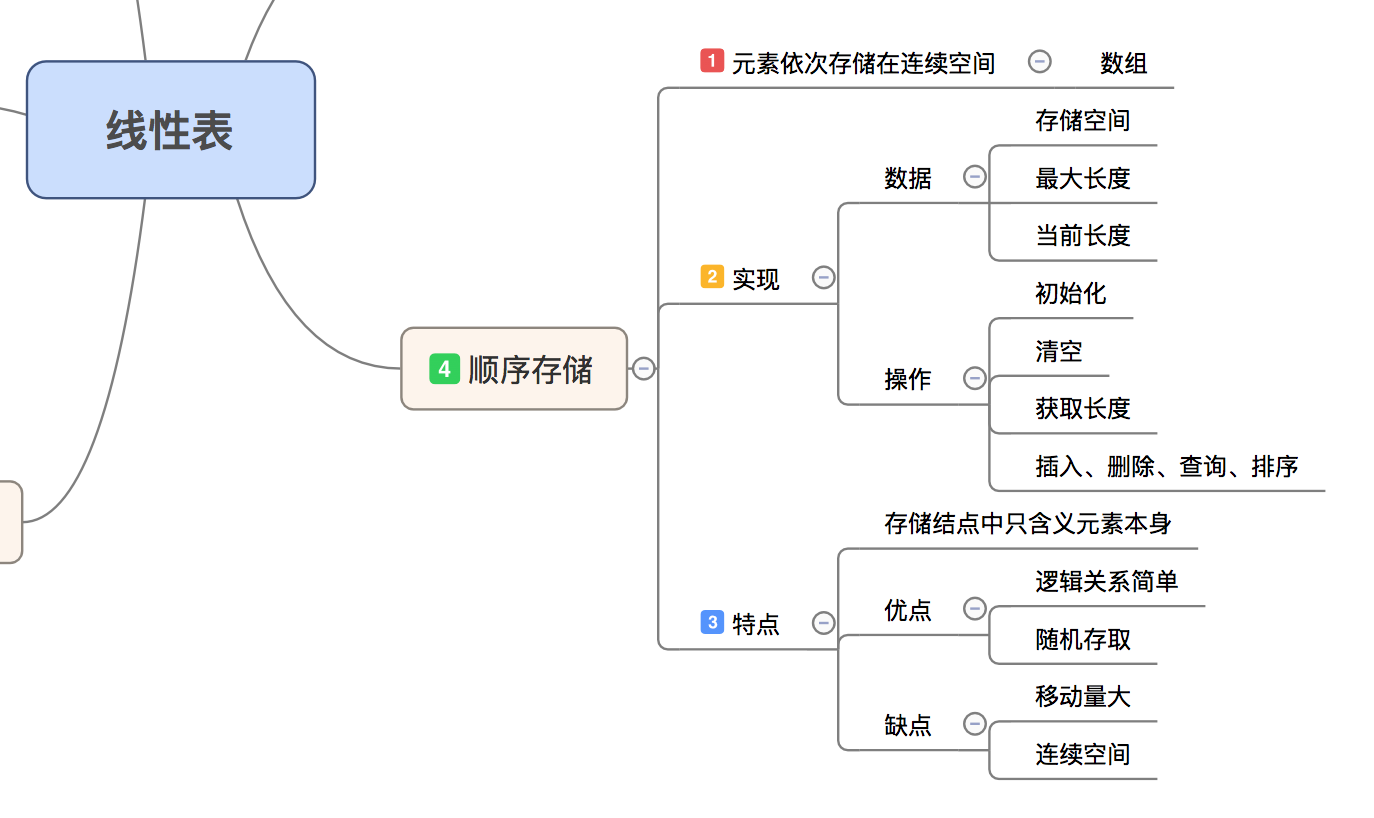 线性表
4 顺序存储
1 元素依次存储在连续空间
数组
2 实现
数据
存储空间
最大长度
当前长度
操作
初始化
清空
获取长度
插入、删除、查询、排序
3 特点
存储结点中只含义元素本身
优点
逻辑关系简单
随机存取
缺点
移动量大
连续空间